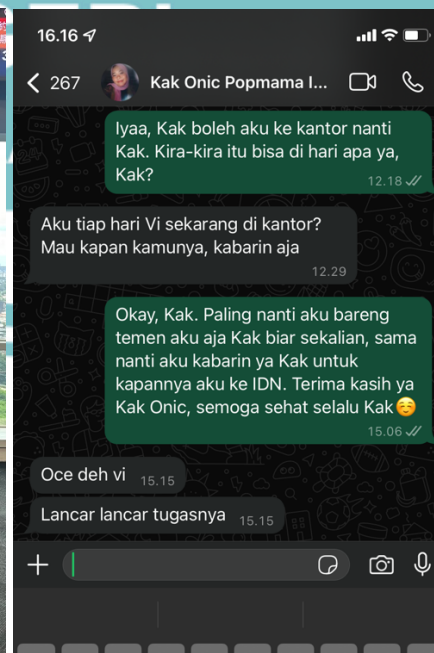 16.16
267
Kak Onic Popmama I...
Iyaa, Kak boleh aku ke kantor nanti
Kak. Kira-kira itu bisa di hari apa ya,
Kak?
12.18
Aku tiap hari Vi sekarang di kantor?
Mau kapan kamunya, kabarin aja
12.29
Okay, Kak. Paling nanti aku bareng
temen aku aja Kak biar sekalian, sama
nanti aku kabarin ya Kak untuk
kapannya aku ke IDN. Terima kasih ya
Kak Onic, semoga sehat selalu Kak☺️
15.06
Oce deh vi 15.15
Lancar lancar tugasnya 15.15